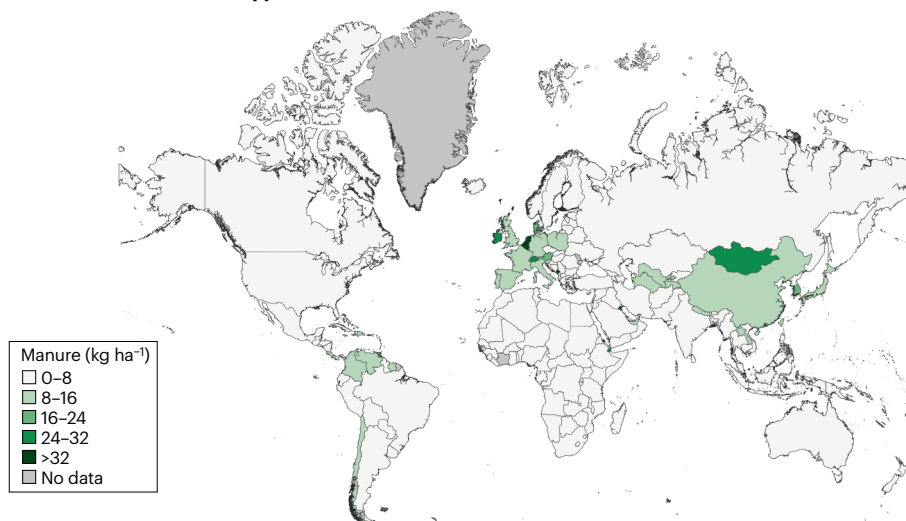 Manure (kg ha⁻¹)
0–8
8–16
16–24
24–32
>32
No data